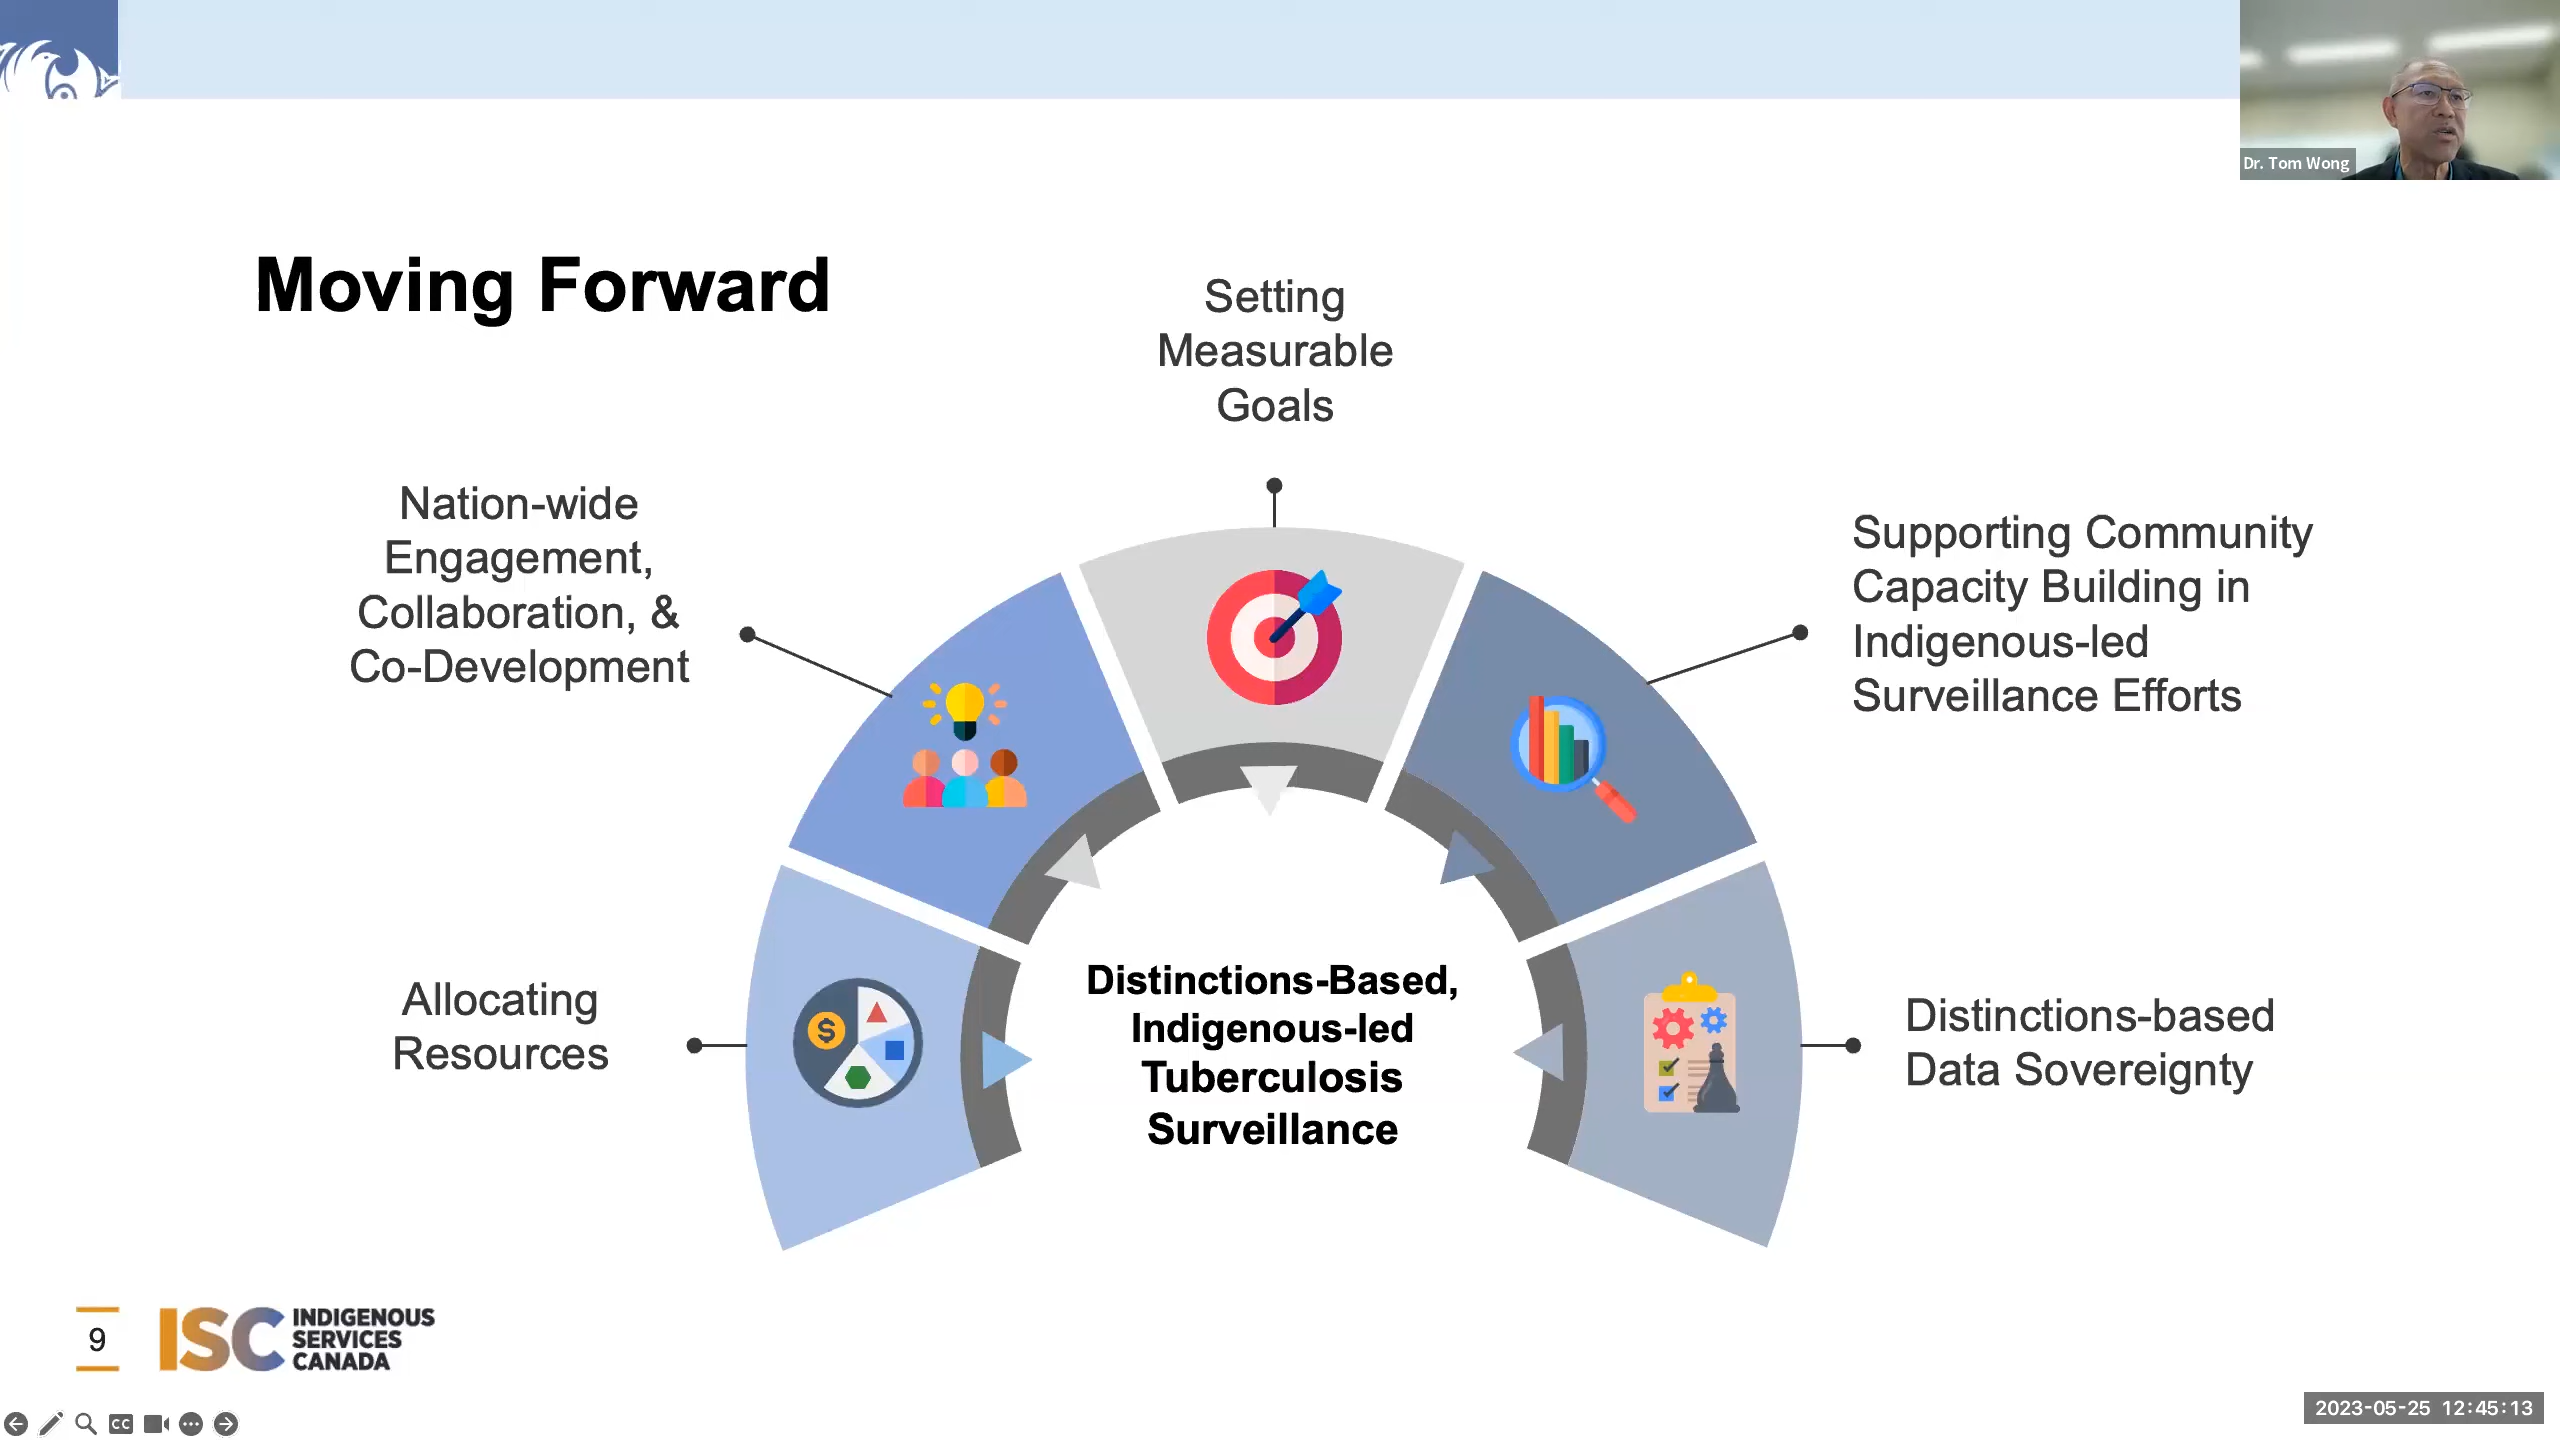 Dr. Tom Wong
Moving Forward
Setting
Measurable
Goals
Nation-wide
Engagement,
Collaboration, &
Co-Development
Supporting Community
Capacity Building in
Indigenous-led
Surveillance Efforts
Allocating
Resources
$
Distinctions-Based,
Indigenous-led
Tuberculosis
Surveillance
Distinctions-based
Data Sovereignty
9
ISC
INDIGENOUS
SERVICES
CANADA
CC
2023-05-25 12:45:13